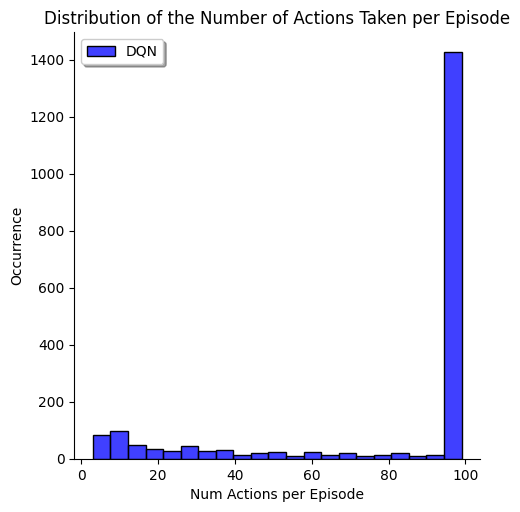 Distribution of the Number of Actions Taken per Episode
DQN
1400
1200
1000
800
600
400
200
0
Occurrence
0 20 40 60 80 100
Num Actions per Episode